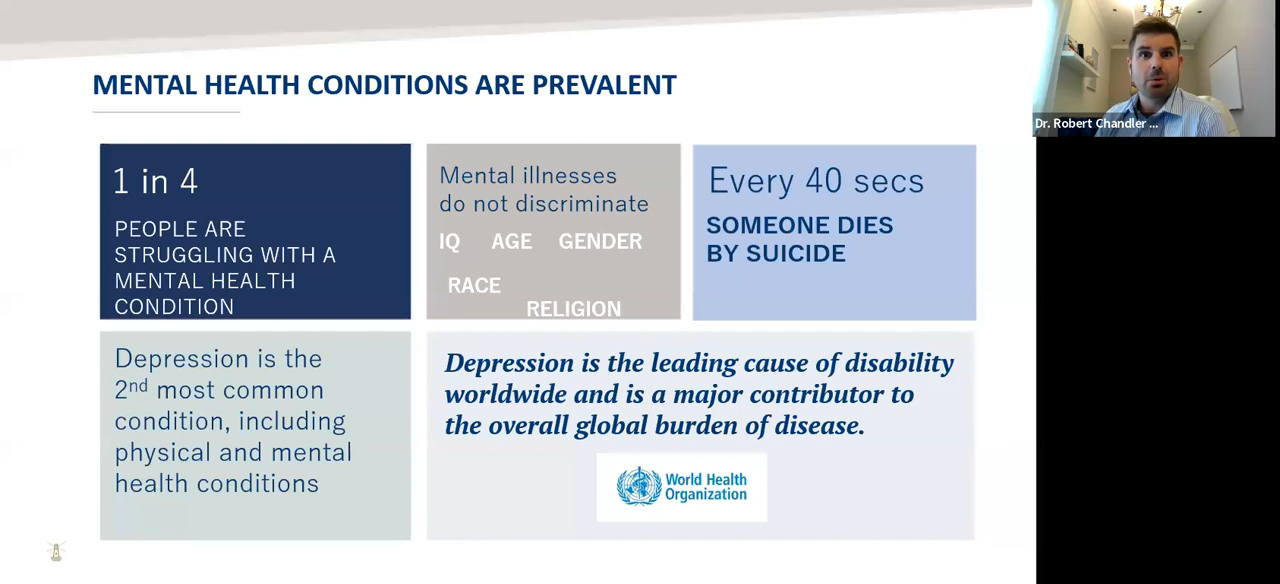 MENTAL HEALTH CONDITIONS ARE PREVALENT
Dr. Robert Chandler ...
1 in 4
PEOPLE ARE
STRUGGLING WITH A
MENTAL HEALTH
CONDITION
Mental illnesses
do not discriminate
IQ AGE GENDER
RACE
RELIGION
Every 40 secs
SOMEONE DIES
BY SUICIDE
Depression is the
2nd most common
condition, including
physical and mental
health conditions
Depression is the leading cause of disability
worldwide and is a major contributor to
the overall global burden of disease.
World Health
Organization